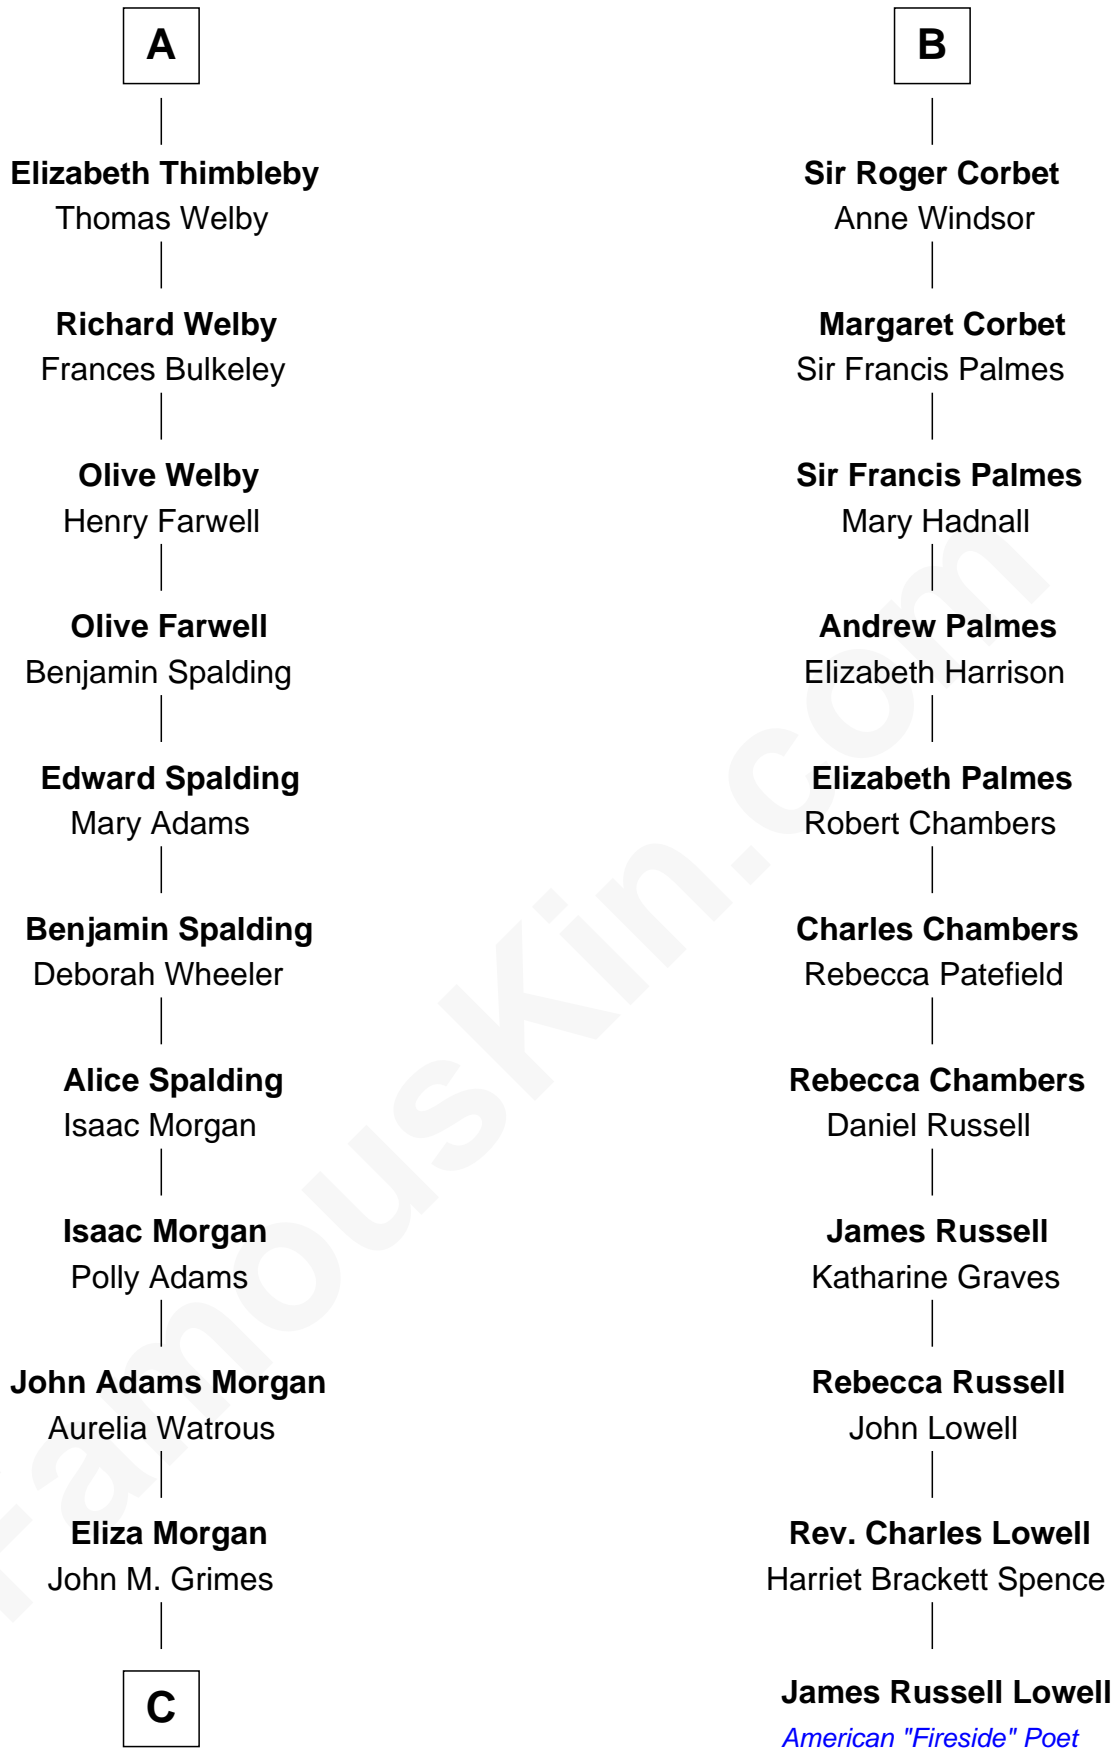 A
Elizabeth Thimbleby
Thomas Welby
Richard Welby
Frances Bulkeley
Olive Welby
Henry Farwell
Olive Farwell
Benjamin Spalding
Edward Spalding
Mary Adams
Benjamin Spalding
Deborah Wheeler
Alice Spalding
Isaac Morgan
Isaac Morgan
Polly Adams
John Adams Morgan
Aurelia Watrous
Eliza Morgan
John M. Grimes
C
B
Sir Roger Corbet
Anne Windsor
Margaret Corbet
Sir Francis Palmes
Sir Francis Palmes
Mary Hadnall
Andrew Palmes
Elizabeth Harrison
Elizabeth Palmes
Robert Chambers
Charles Chambers
Rebecca Patefield
Rebecca Chambers
Daniel Russell
James Russell
Katharine Graves
Rebecca Russell
John Lowell
Rev. Charles Lowell
Harriet Brackett Spence
James Russell Lowell
American "Fireside" Poet
FamousKin.com